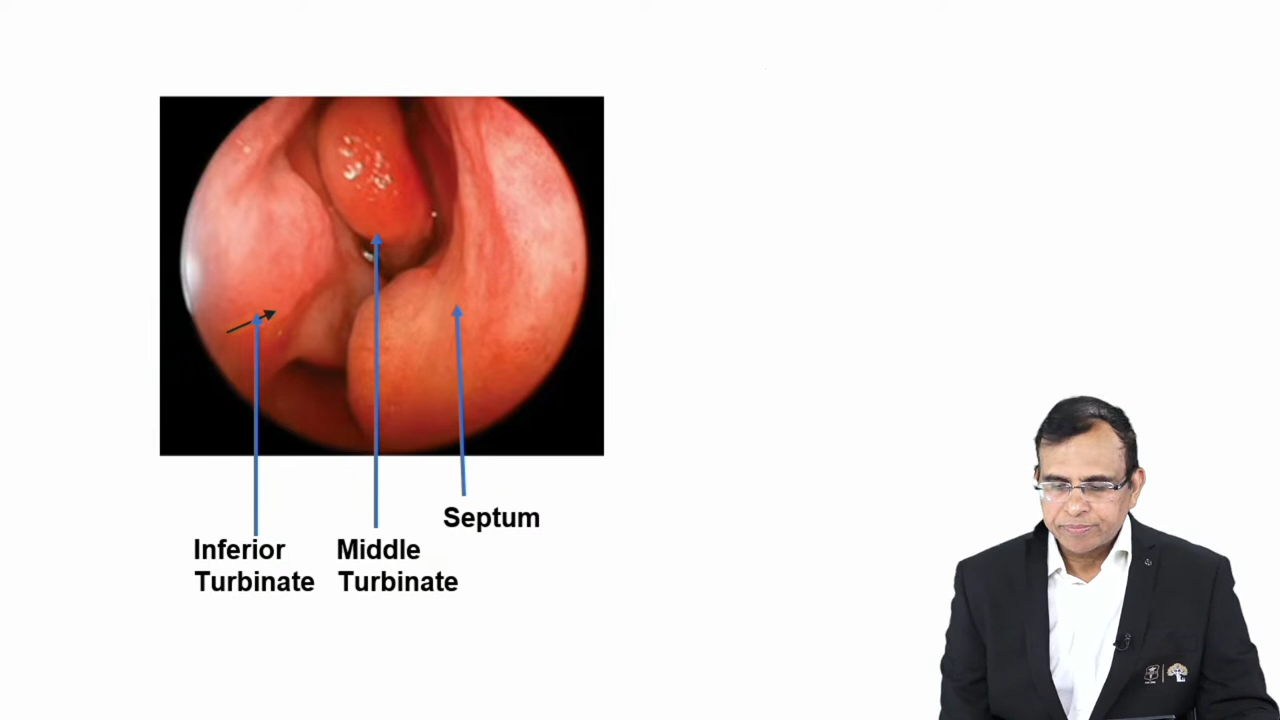 Septum
Inferior
Turbinate
Middle
Turbinate